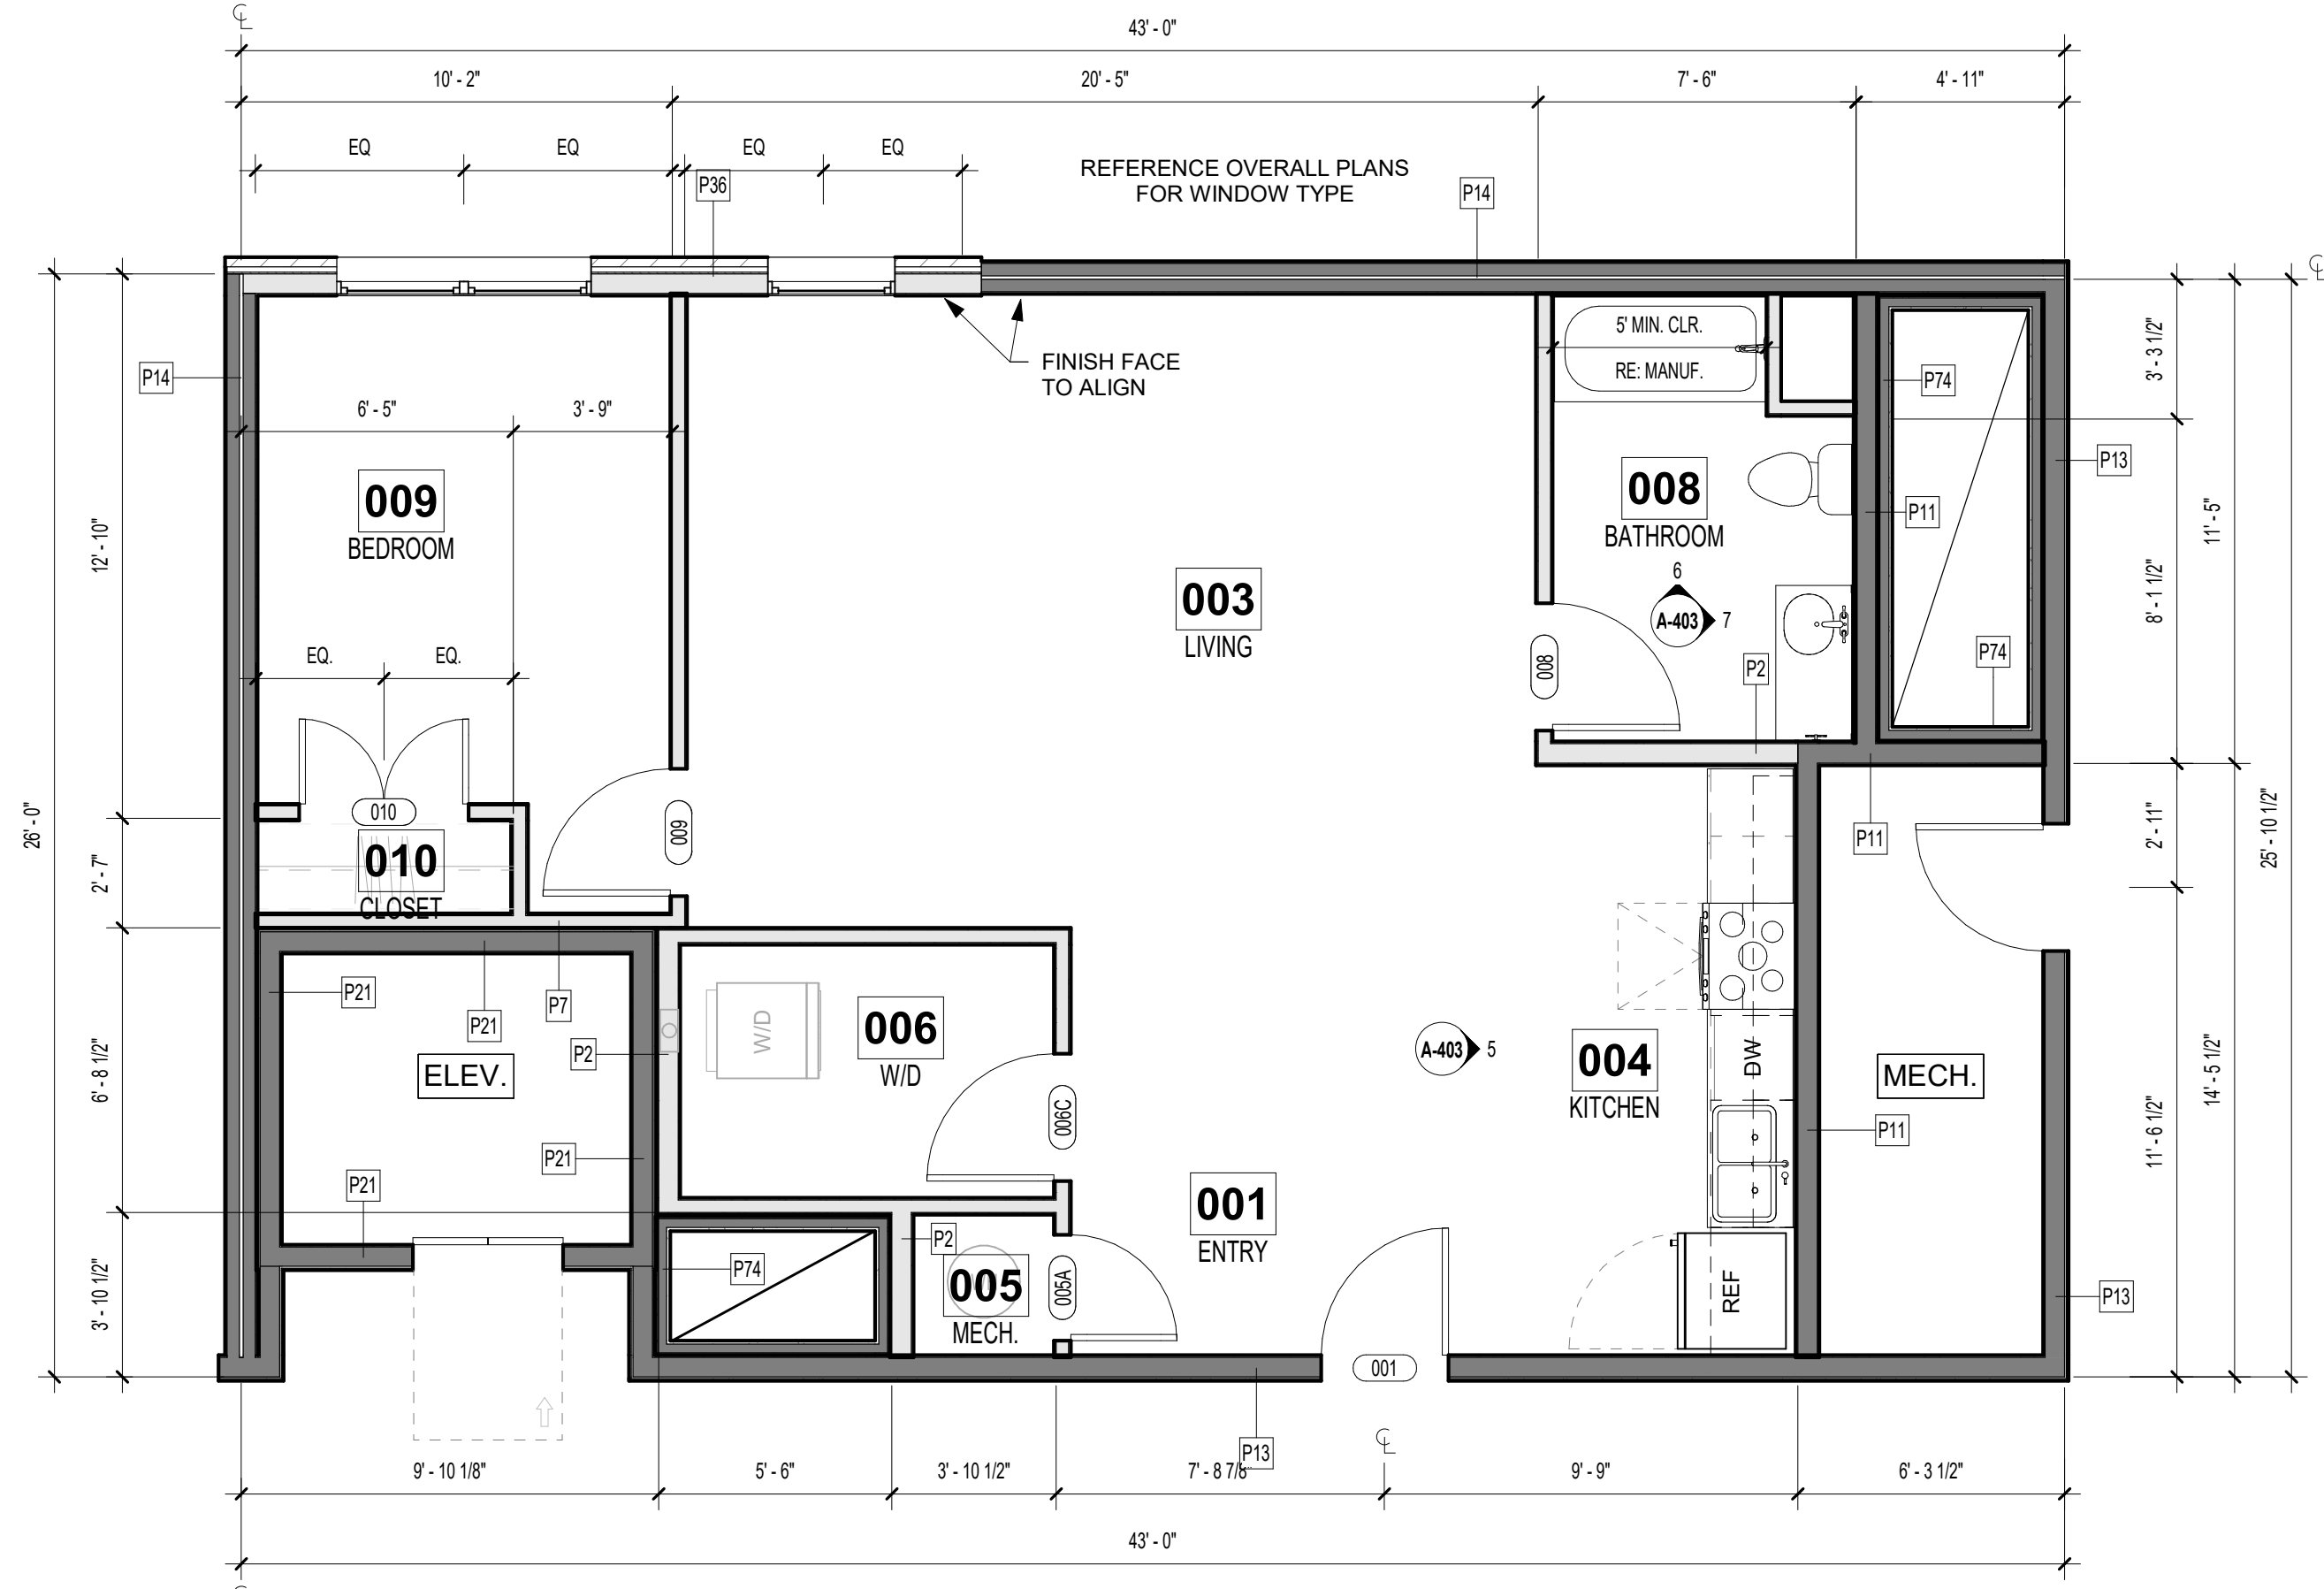 43' - 0"
10' - 2"
20' - 5"
7' - 6"
4' - 11"
EQ
EQ
EQ
EQ
P36
REFERENCE OVERALL PLANS
FOR WINDOW TYPE
P14
5' MIN. CLR.
RE: MANUF.
FINISH FACE
TO ALIGN
P14
P74
3' - 3 1/2"
6' - 5"
3' - 9"
P13
009
BEDROOM
008
BATHROOM
P11
12' - 10"
11' - 5"
003
LIVING
6
A-403
7
8' - 1 1/2"
EQ.
EQ.
008
P2
P74
010
009
26' - 0"
2' - 7"
010
CLOSET
P11
2' - 11"
25' - 10 1/2"
P21
P21
P7
P2
W/D
006
W/D
A-403
5
004
KITCHEN
DW
MECH.
ELEV.
6' - 8 1/2"
14' - 5 1/2"
006C
P11
11' - 6 1/2"
P21
P21
001
ENTRY
P2
P74
005
MECH.
005A
REF
3' - 10 1/2"
P13
001
P13
9' - 10 1/8"
5' - 6"
3' - 10 1/2"
7' - 8 7/8"
9' - 9"
6' - 3 1/2"
43' - 0"